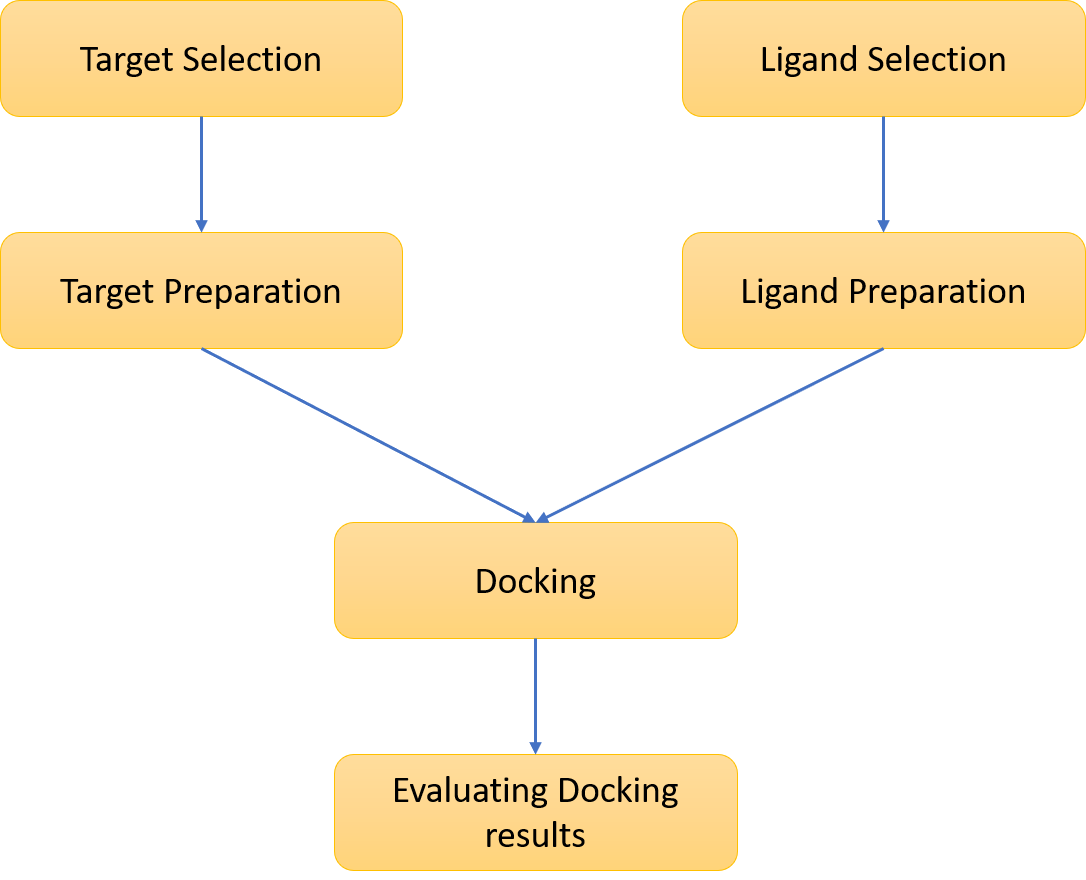 Target Selection
Ligand Selection
Target Preparation
Ligand Preparation
Docking
Evaluating Docking
results